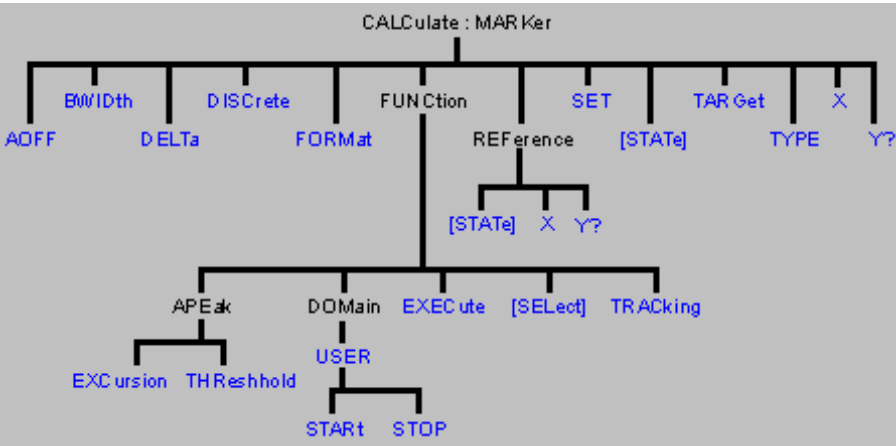 CALCulate : MARKer
BWIDth DISCrete FUNCtion SET TARGet X
AOFF DELTa FORMat REFerence [STATe] TYPE Y?
[STATe] X Y?
APEak DOMain EXECute [SELect] TRACking
USER
EXCursion THReshhold
STARt STOP